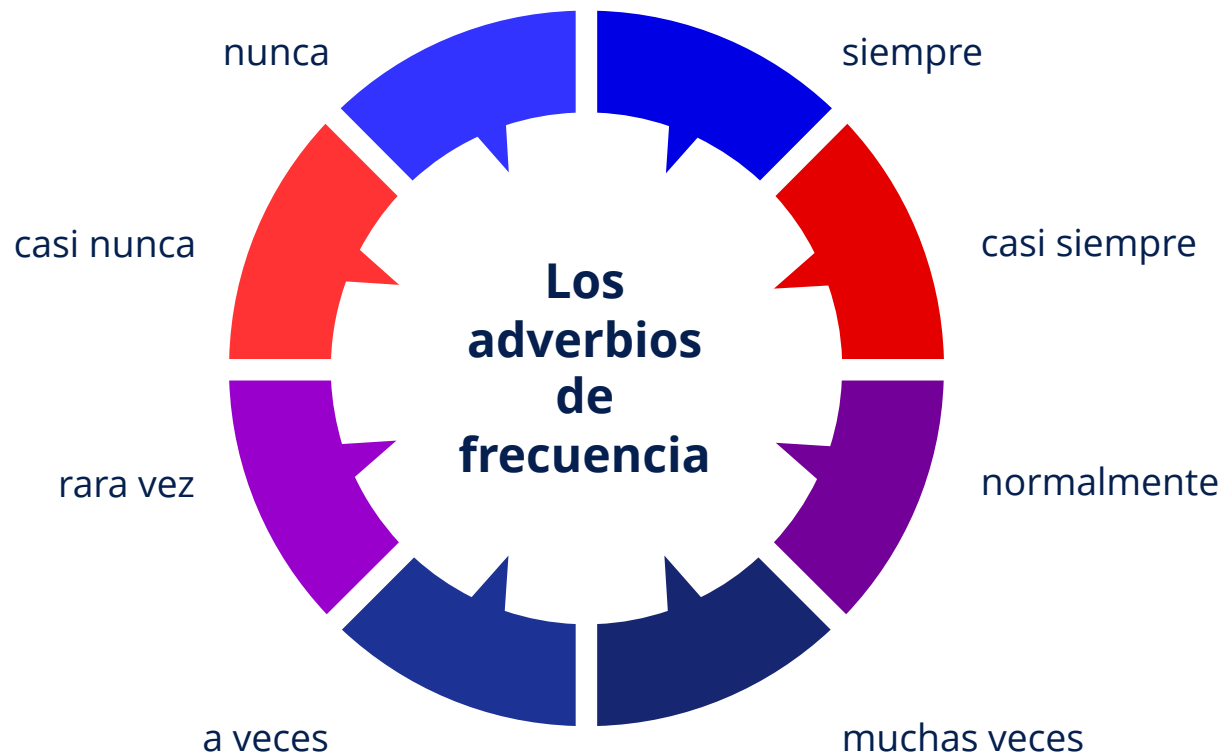 nunca
siempre
casi nunca
casi siempre
Los
adverbios
de
frecuencia
rara vez
normalmente
a veces
muchas veces